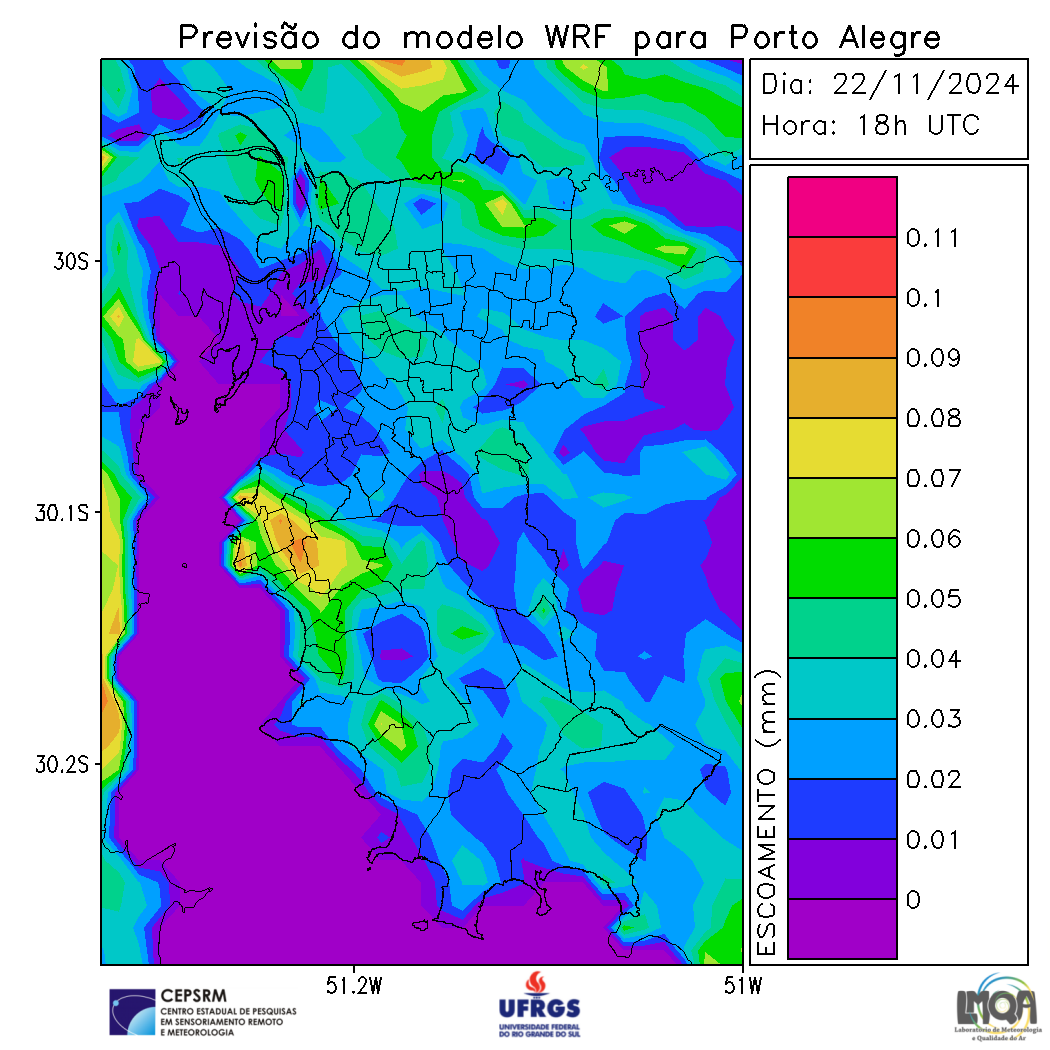 Previsão do modelo WRF para Porto Alegre
Dia: 22/11/2024
Hora: 18h UTC
30S
30.1S
30.2S
51.2W
51W
ESCOAMENTO (mm)
0.11
0.1
0.09
0.08
0.07
0.06
0.05
0.04
0.03
0.02
0.01
0
CEPSRM
CENTRO ESTADUAL DE PESQUISAS
EM SENSORIAMENTO REMOTO
E METEOROLOGIA
UFRGS
UNIVERSIDADE FEDERAL
DO RIO GRANDE DO SUL
LMQA
Laboratório de Meteorologia
e Qualidade do Ar